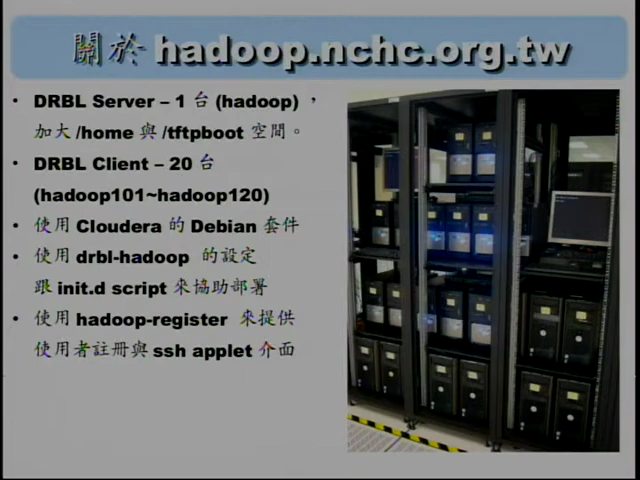 關於 hadoop.nchc.org.tw
• DRBL Server – 1 台 (hadoop) ，
加大 /home 與 /tftpboot 空間。
• DRBL Client – 20 台
(hadoop101~hadoop120)
• 使用 Cloudera 的 Debian 套件
• 使用 drbl-hadoop 的設定
跟 init.d script 來協助部署
• 使用 hadoop-register 來提供
使用者註冊與 ssh applet 介面